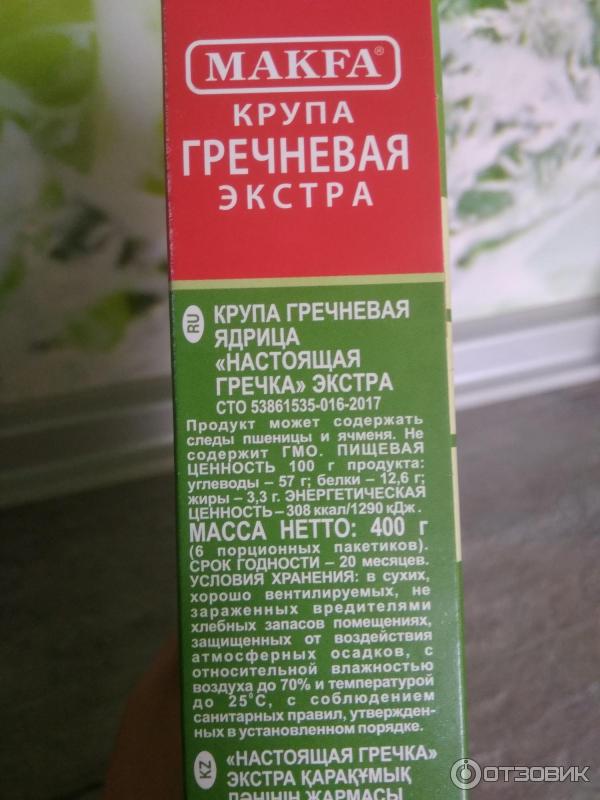 MAKFA®
КРУПА
ГРЕЧНЕВАЯ
ЭКСТРА
RU
КРУПА ГРЕЧНЕВАЯ
ЯДРИЦА
«НАСТОЯЩАЯ
ГРЕЧКА» ЭКСТРА
СТО 53861535-016-2017
Продукт может содержать
следы пшеницы и ячменя. Не
содержит ГМО. ПИЩЕВАЯ
ЦЕННОСТЬ 100 г продукта:
углеводы – 57 г; белки – 12,6 г;
жиры – 3,3 г. ЭНЕРГЕТИЧЕСКАЯ
ЦЕННОСТЬ – 308 ккал/1290 кДж.
МАССА НЕТТО: 400 г
(6 порционных пакетиков).
СРОК ГОДНОСТИ – 20 месяцев.
УСЛОВИЯ ХРАНЕНИЯ: в сухих,
хорошо вентилируемых, не
зараженных вредителями
хлебных запасов помещениях,
защищенных от воздействия
атмосферных осадков, с
относительной влажностью
воздуха до 70% и температурой
до 25°С, с соблюдением
санитарных правил, утвержден-
ных в установленном порядке.
KZ
«НАСТОЯЩАЯ ГРЕЧКА»
ЭКСТРА ҚАРАҚҰМЫҚ
ДӘНІНІҢ ЖАРМАСЫ
ОТЗОВИК